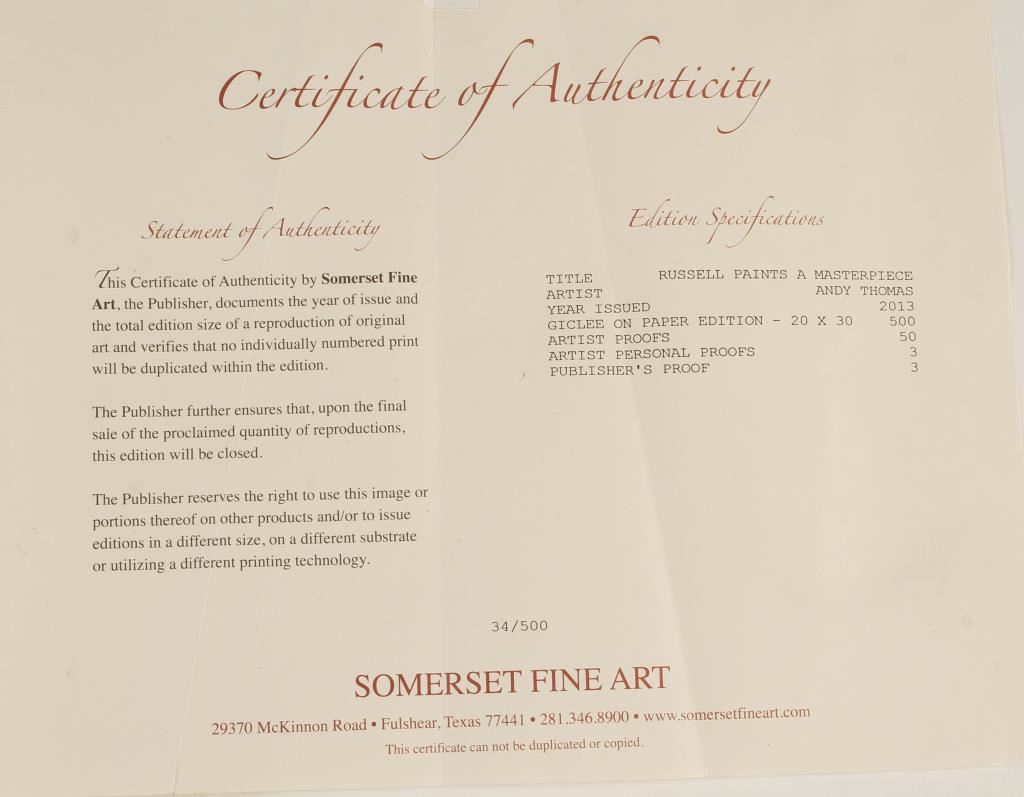 Certificate of Authenticity
Statement of Authenticity
This Certificate of Authenticity by Somerset Fine
Art, the Publisher, documents the year of issue and
the total edition size of a reproduction of original
art and verifies that no individually numbered print
will be duplicated within the edition.
The Publisher further ensures that, upon the final
sale of the proclaimed quantity of reproductions,
this edition will be closed.
The Publisher reserves the right to use this image or
portions thereof on other products and/or to issue
editions in a different size, on a different substrate
or utilizing a different printing technology.
Edition Specifications
TITLE RUSSELL PAINTS A MASTERPIECE
ARTIST ANDY THOMAS
YEAR ISSUED 2013
GICLEE ON PAPER EDITION - 20 X 30 500
ARTIST PROOFS 50
ARTIST PERSONAL PROOFS 3
PUBLISHER'S PROOF 3
34/500
SOMERSET FINE ART
29370 McKinnon Road • Fulshear, Texas 77441 • 281.346.8900 • www.somersetfineart.com
This certificate can not be duplicated or copied.